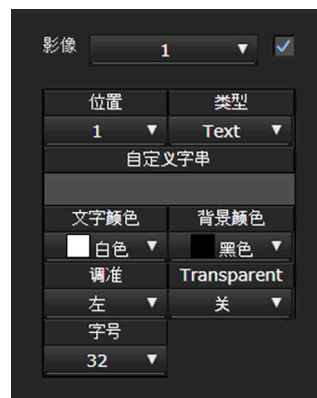 影像 1
位置 类型
1 Text
自定义字串
文字颜色 背景颜色
白色 黑色
调准 Transparent
左 关
字号
32